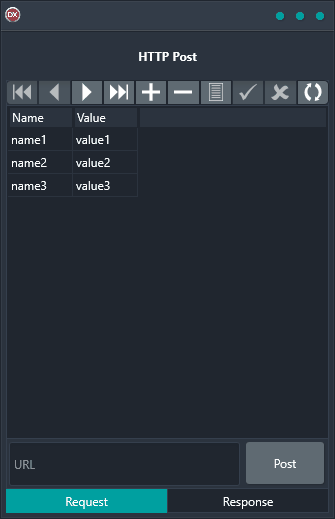 DX
HTTP Post
Name Value
name1 value1
name2 value2
name3 value3
URL Post
Request Response